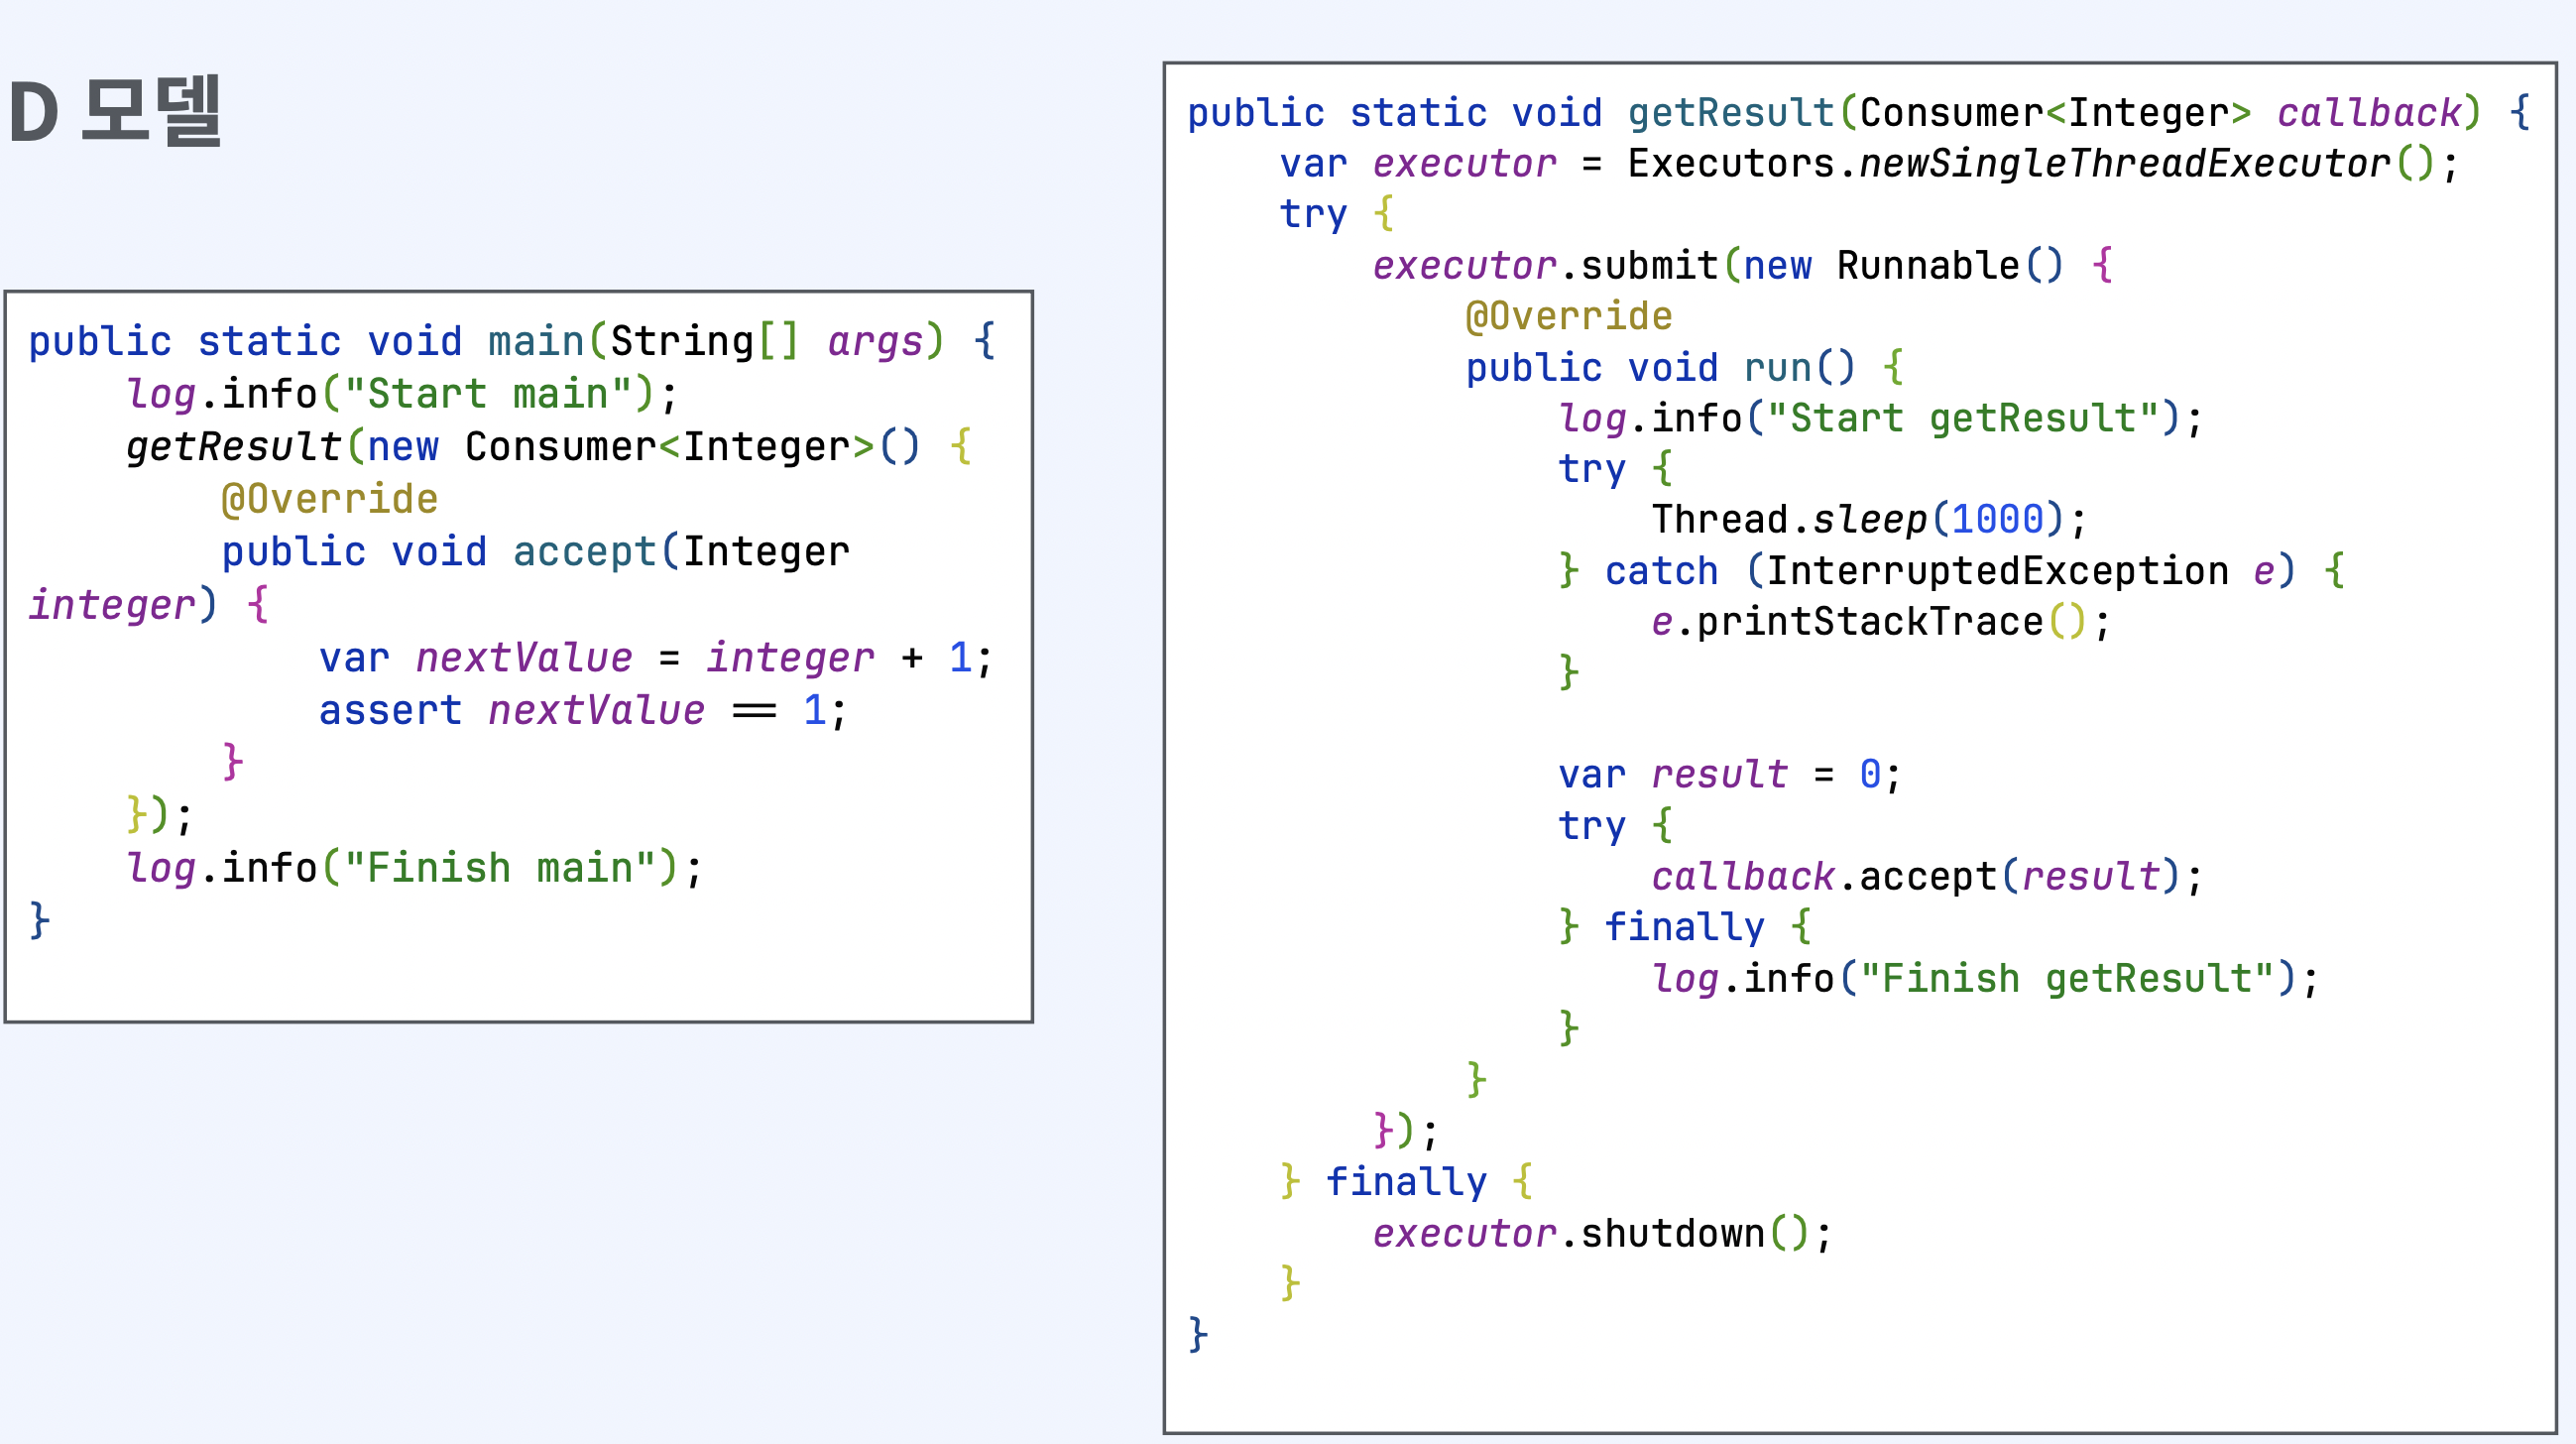 D 모델
public static void main(String[] args) {
    log.info("Start main");
    getResult(new Consumer<Integer>() {
        @Override
        public void accept(Integer
integer) {
            var nextValue = integer + 1;
            assert nextValue == 1;
        }
    });
    log.info("Finish main");
}
public static void getResult(Consumer<Integer> callback) {
    var executor = Executors.newSingleThreadExecutor();
    try {
        executor.submit(new Runnable() {
            @Override
            public void run() {
                log.info("Start getResult");
                try {
                    Thread.sleep(1000);
                } catch (InterruptedException e) {
                    e.printStackTrace();
                }

                var result = 0;
                try {
                    callback.accept(result);
                } finally {
                    log.info("Finish getResult");
                }
            }
        });
    } finally {
        executor.shutdown();
    }
}